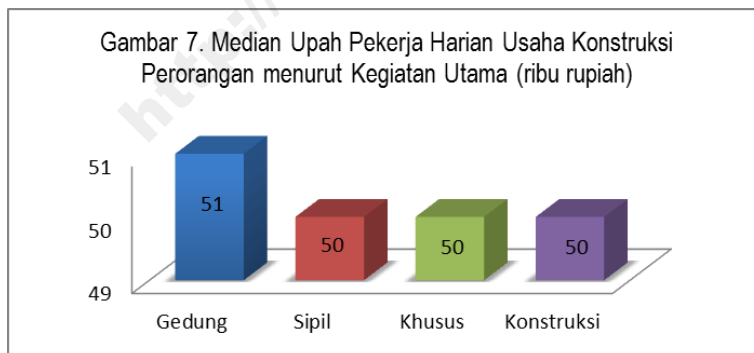 Gambar 7. Median Upah Pekerja Harian Usaha Konstruksi
Perorangan menurut Kegiatan Utama (ribu rupiah)
http:/
51
50
49
51
50
50
50
Gedung
Sipil
Khusus
Konstruksi